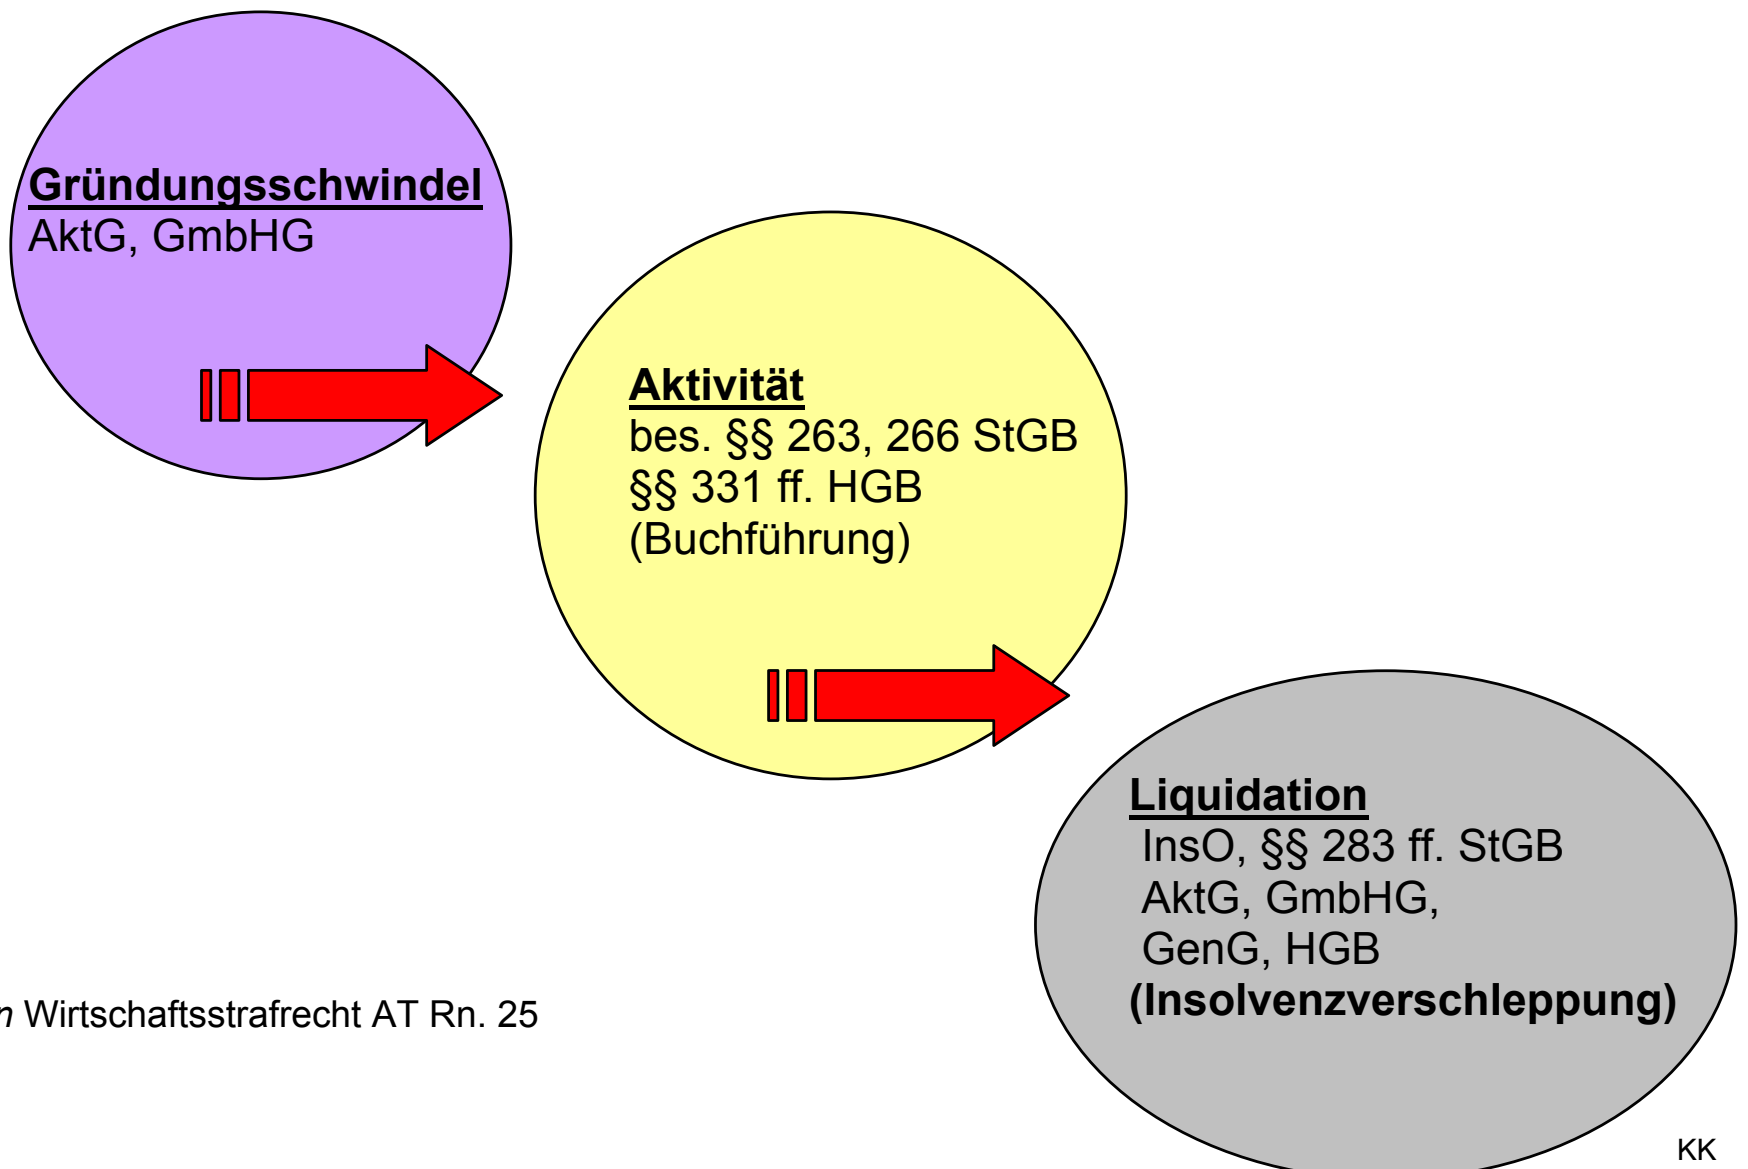 Gründungsschwindel
AktG, GmbHG
Aktivität
bes. §§ 263, 266 StGB
§§ 331 ff. HGB
(Buchführung)
Liquidation
InsO, §§ 283 ff. StGB
AktG, GmbHG,
GenG, HGB
(Insolvenzverschleppung)
n Wirtschaftsstrafrecht AT Rn. 25
KK